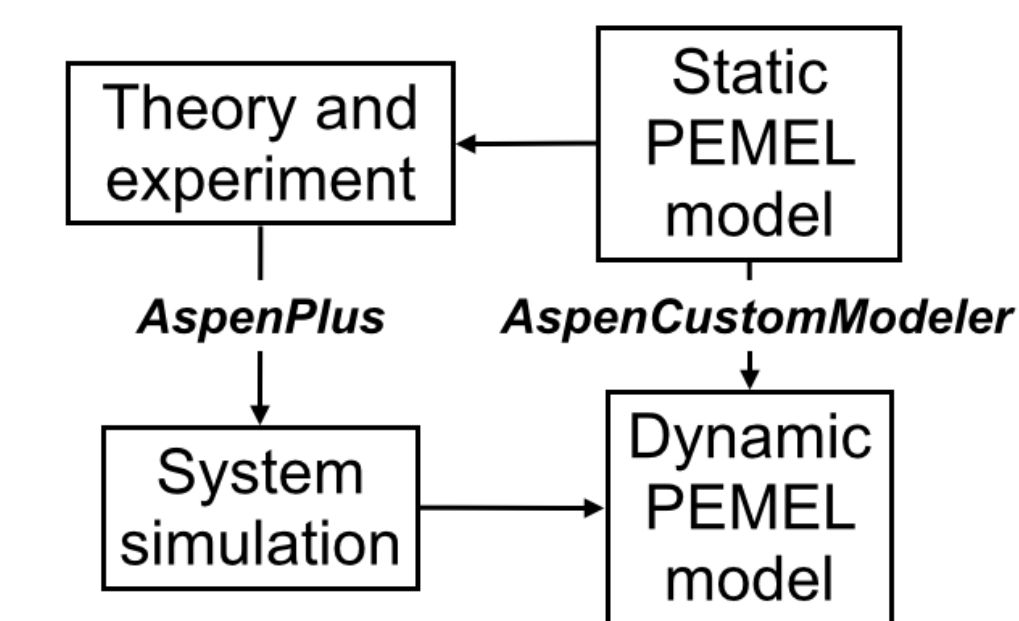 Theory and
experiment
Static
PEMEL
model
AspenPlus
AspenCustomModeler
System
simulation
Dynamic
PEMEL
model